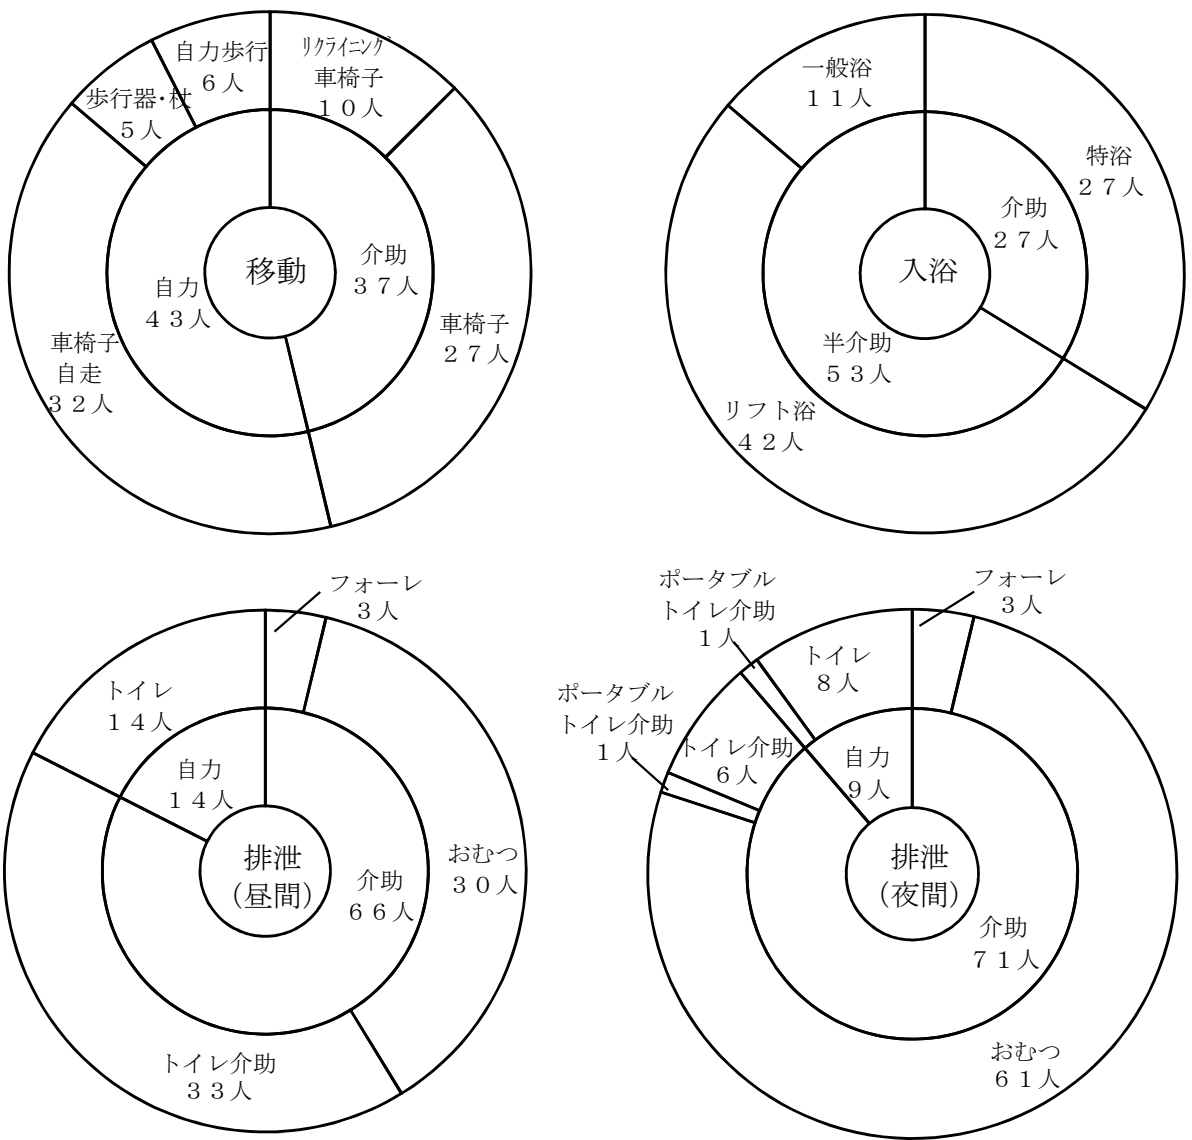 自力歩行
６人
ﾘｸﾗｲﾆﾝｸﾞ
車椅子
１０人
歩行器･杖
５人
移動
介助
３７人
自力
４３人
車椅子
２７人
車椅子
自走
３２人
一般浴
１１人
特浴
２７人
介助
２７人
入浴
半介助
５３人
リフト浴
４２人
フォーレ
３人
トイレ
１４人
自力
１４人
排泄
（昼間）
介助
６６人
おむつ
３０人
トイレ介助
３３人
ポータブル
トイレ介助
１人
フォーレ
３人
トイレ
８人
ポータブル
トイレ介助
１人
トイレ介助
６人
自力
９人
排泄
（夜間）
介助
７１人
おむつ
６１人